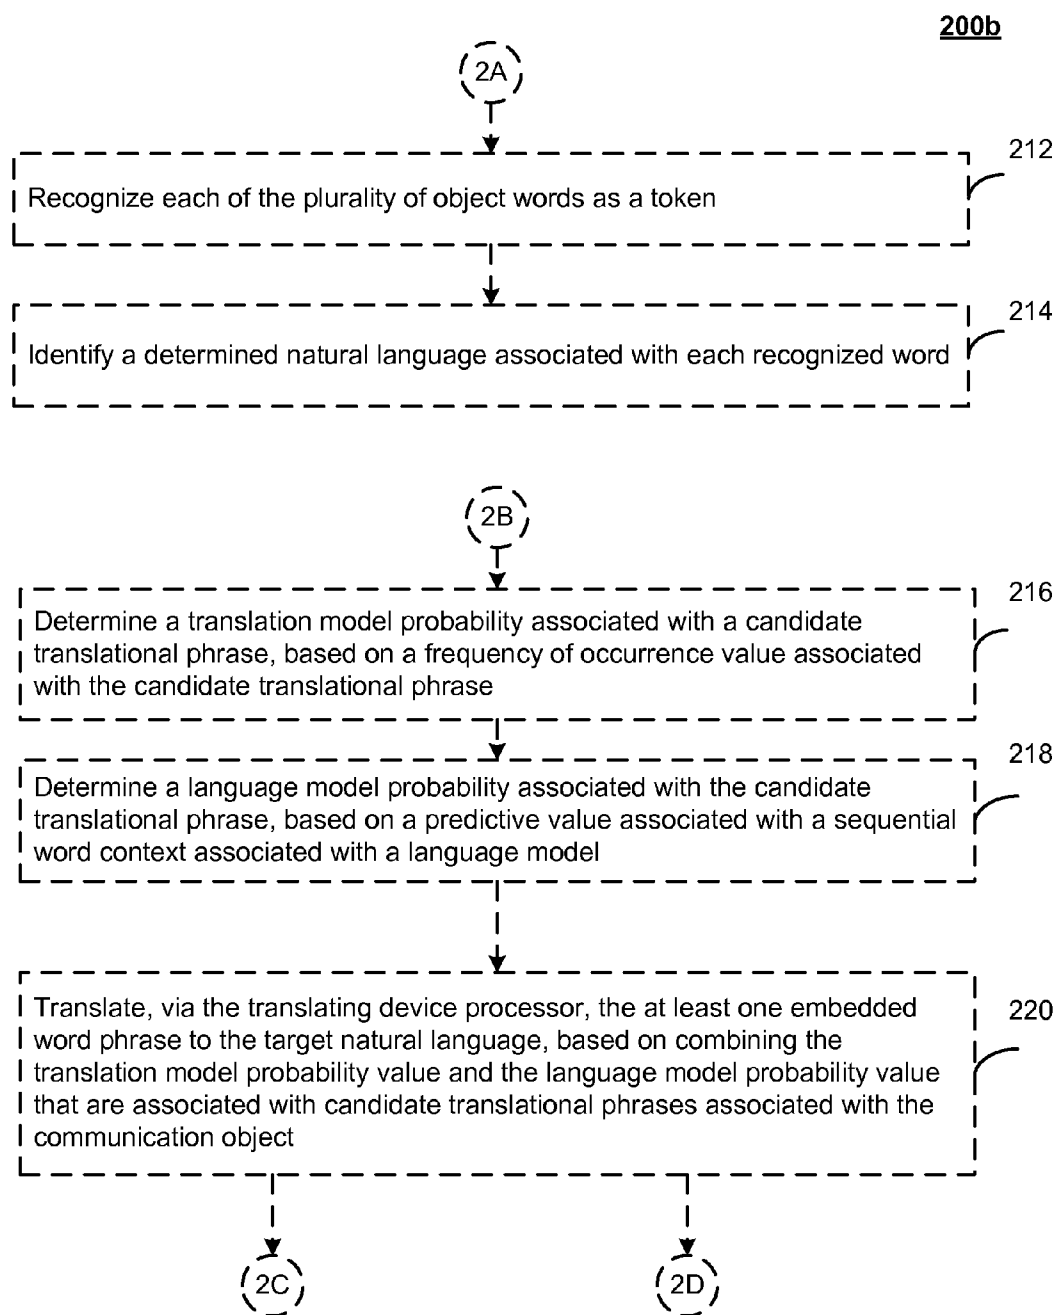 200b
2A
212
Recognize each of the plurality of object words as a token
214
Identify a determined natural language associated with each recognized word
2B
216
Determine a translation model probability associated with a candidate
translational phrase, based on a frequency of occurrence value associated
with the candidate translational phrase
218
Determine a language model probability associated with the candidate
translational phrase, based on a predictive value associated with a sequential
word context associated with a language model
220
Translate, via the translating device processor, the at least one embedded
word phrase to the target natural language, based on combining the
translation model probability value and the language model probability value
that are associated with candidate translational phrases associated with the
communication object
2C
2D